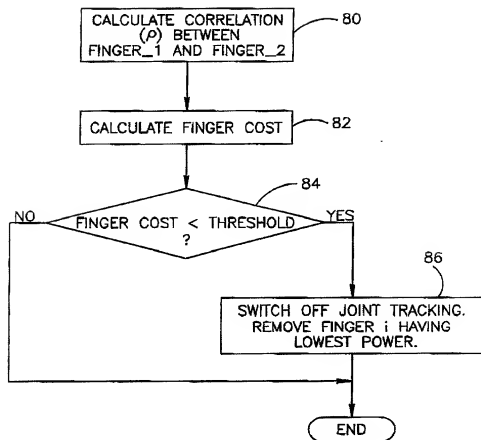 CALCULATE CORRELATION
(ρ) BETWEEN
FINGER_1 AND FINGER_2
80
CALCULATE FINGER COST
82
84
NO
FINGER COST < THRESHOLD
?
YES
86
SWITCH OFF JOINT TRACKING.
REMOVE FINGER i HAVING
LOWEST POWER.
END